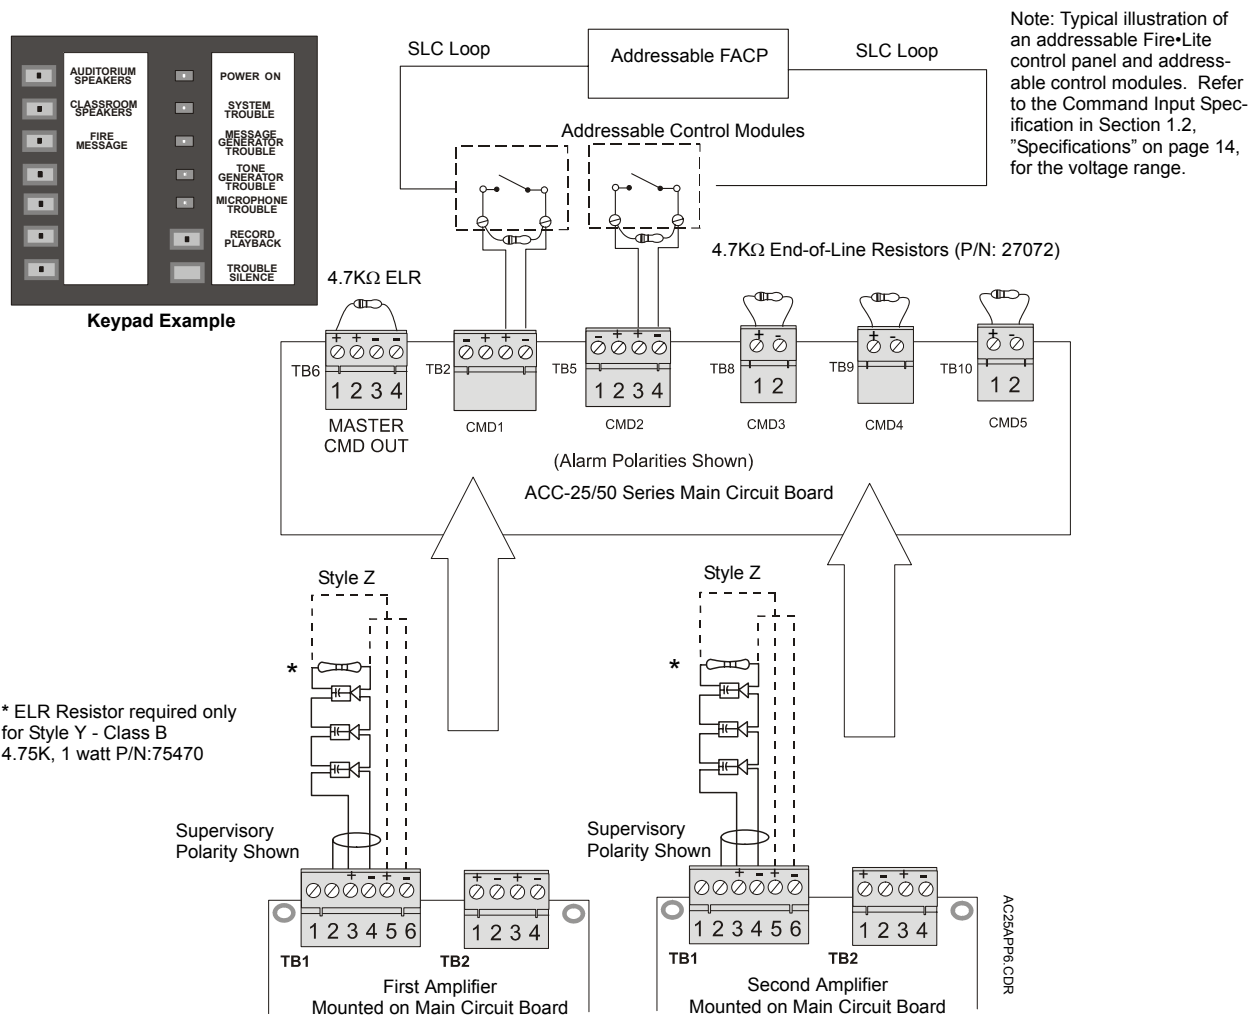 Note: Typical illustration of
an addressable Fire•Lite
control panel and address-
able control modules. Refer
to the Command Input Spec-
ification in Section 1.2,
"Specifications" on page 14,
for the voltage range.
SLC Loop
Addressable FACP
SLC Loop
Addressable Control Modules
AUDITORIUM
SPEAKERS
CLASSROOM
SPEAKERS
FIRE
MESSAGE
POWER ON
SYSTEM
TROUBLE
MESSAGE
GENERATOR
TROUBLE
TONE
GENERATOR
TROUBLE
MICROPHONE
TROUBLE
RECORD
PLAYBACK
TROUBLE
SILENCE
Keypad Example
4.7KΩ ELR
4.7KΩ End-of-Line Resistors (P/N: 27072)
+ + - -
- + + -
- + + -
+ -
+ -
+ -
TB6
1 2 3 4
TB2
TB5
1 2 3 4
TB8
1 2
TB9
TB10
1 2
MASTER
CMD OUT
CMD1
CMD2
CMD3
CMD4
CMD5
(Alarm Polarities Shown)
ACC-25/50 Series Main Circuit Board
Style Z
Style Z
*
*
* ELR Resistor required only
for Style Y - Class B
4.75K, 1 watt P/N:75470
Supervisory
Polarity Shown
Supervisory
Polarity Shown
+ - + -
+ - + -
+ - + -
+ - + -
1 2 3 4 5 6
1 2 3 4
1 2 3 4 5 6
1 2 3 4
TB1
TB2
TB1
TB2
First Amplifier
Mounted on Main Circuit Board
Second Amplifier
Mounted on Main Circuit Board
AC25APP6.CDR